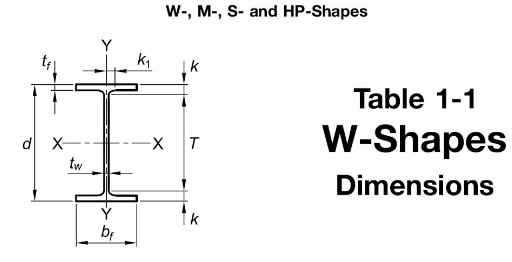 W-, M-, S- and HP-Shapes
Y
t_f
k_1
k
Table 1-1
W-Shapes
Dimensions
d
X
X
T
t_w
Y
k
b_f